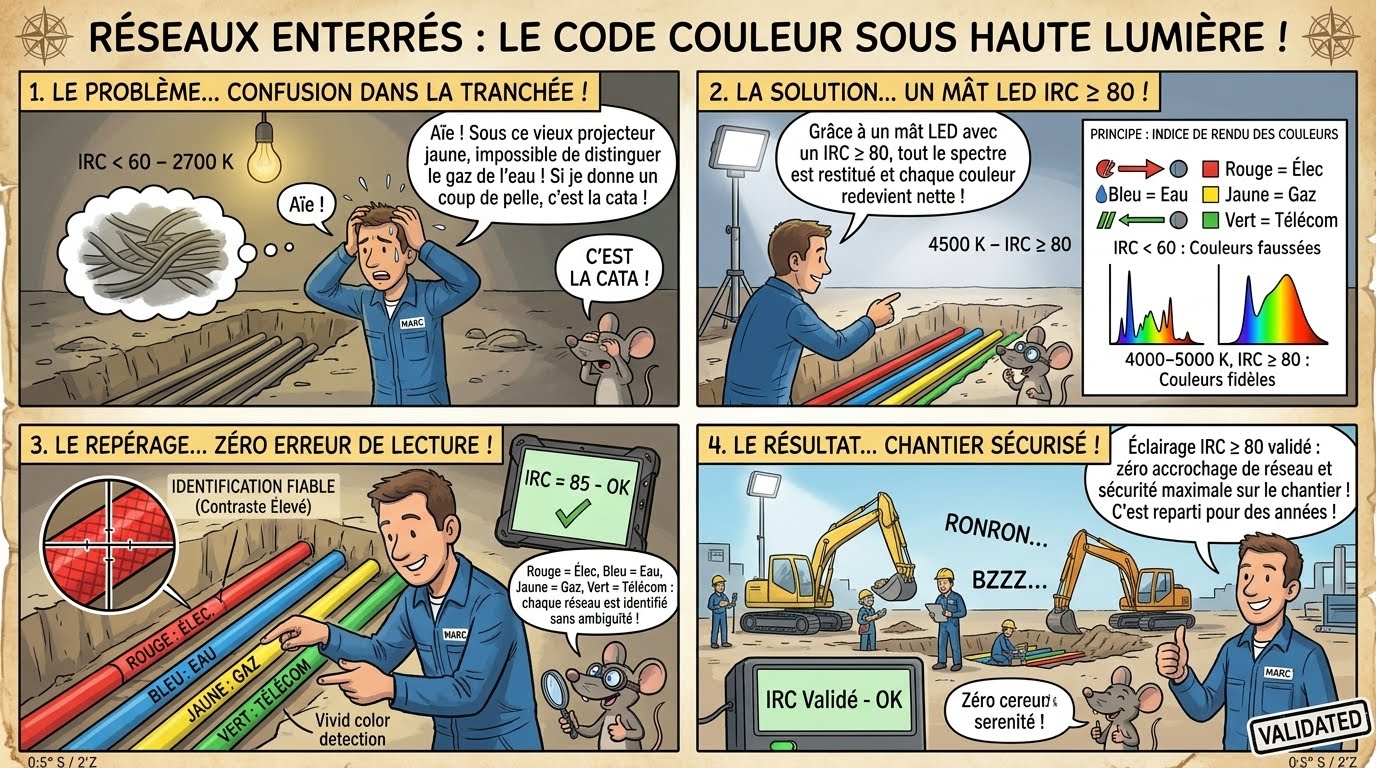 RÉSEAUX ENTERRÉS : LE CODE COULEUR SOUS HAUTE LUMIÈRE !
1. LE PROBLÈME... CONFUSION DANS LA TRANCHÉE !
IRC < 60 – 2700 K
Aïe !
Aïe ! Sous ce vieux projecteur
jaune, impossible de distinguer
le gaz de l'eau ! Si je donne un
coup de pelle, c'est la cata !
C'EST
LA CATA !
MARC
2. LA SOLUTION... UN MÂT LED IRC ≥ 80 !
Grâce à un mât LED avec
un IRC ≥ 80, tout le spectre
est restitué et chaque couleur
redevient nette !
4500 K – IRC ≥ 80
PRINCIPE : INDICE DE RENDU DES COULEURS
Rouge = Élec
Bleu = Eau
Jaune = Gaz
Vert = Télécom
IRC < 60 : Couleurs faussées
4000–5000 K, IRC ≥ 80 :
Couleurs fidèles
3. LE REPÉRAGE... ZÉRO ERREUR DE LECTURE !
IDENTIFICATION FIABLE
(Contraste Élevé)
IRC = 85 - OK
Rouge = Élec, Bleu = Eau,
Jaune = Gaz, Vert = Télécom :
chaque réseau est identifié
sans ambiguïté !
ROUGE : ÉLEC.
BLEU : EAU
JAUNE : GAZ
VERT : TÉLÉCOM
MARC
Vivid color
detection
4. LE RÉSULTAT... CHANTIER SÉCURISÉ !
Éclairage IRC ≥ 80 validé :
zéro accrochage de réseau et
sécurité maximale sur le chantier !
C'est reparti pour des années !
RONRON...
BZZZ...
IRC Validé - OK
Zéro
serenité !
MARC
VALIDATED
0:5° S / 2'Z
0:S° S / 2'Z